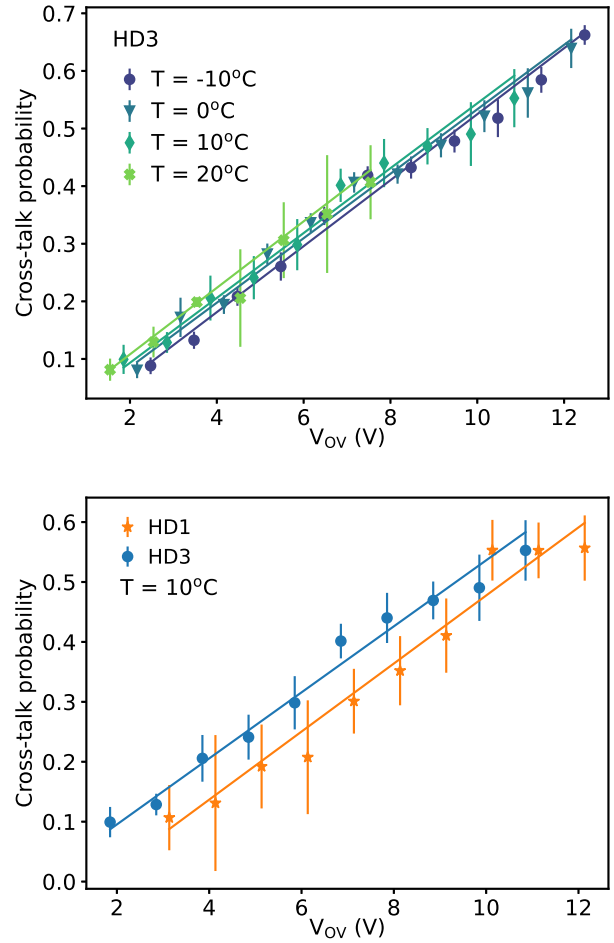 HD3
T = -10°C
T = 0°C
T = 10°C
T = 20°C
Cross-talk probability
0.7
0.6
0.5
0.4
0.3
0.2
0.1
2 4 6 8 10 12
V_OV (V)
HD1
HD3
T = 10°C
Cross-talk probability
0.6
0.5
0.4
0.3
0.2
0.1
0.0
2 4 6 8 10 12
V_OV (V)